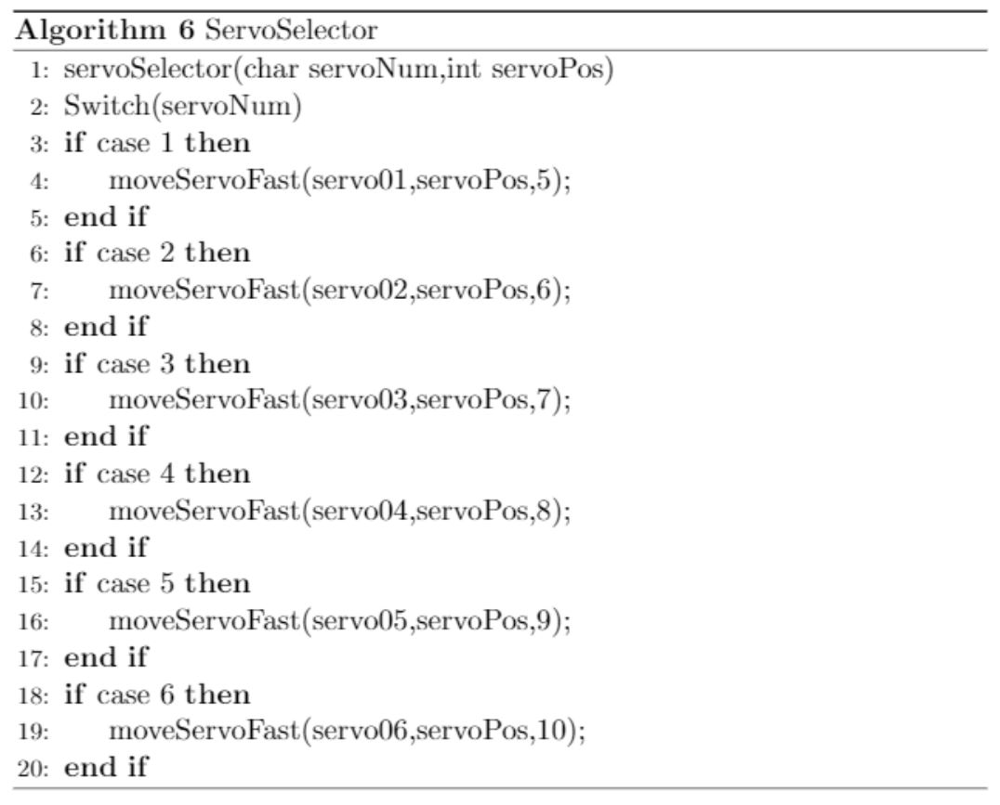 Algorithm 6 ServoSelector
1: servoSelector(char servoNum,int servoPos)
2: Switch(servoNum)
3: if case 1 then
4: moveServoFast(servo01,servoPos,5);
5: end if
6: if case 2 then
7: moveServoFast(servo02,servoPos,6);
8: end if
9: if case 3 then
10: moveServoFast(servo03,servoPos,7);
11: end if
12: if case 4 then
13: moveServoFast(servo04,servoPos,8);
14: end if
15: if case 5 then
16: moveServoFast(servo05,servoPos,9);
17: end if
18: if case 6 then
19: moveServoFast(servo06,servoPos,10);
20: end if